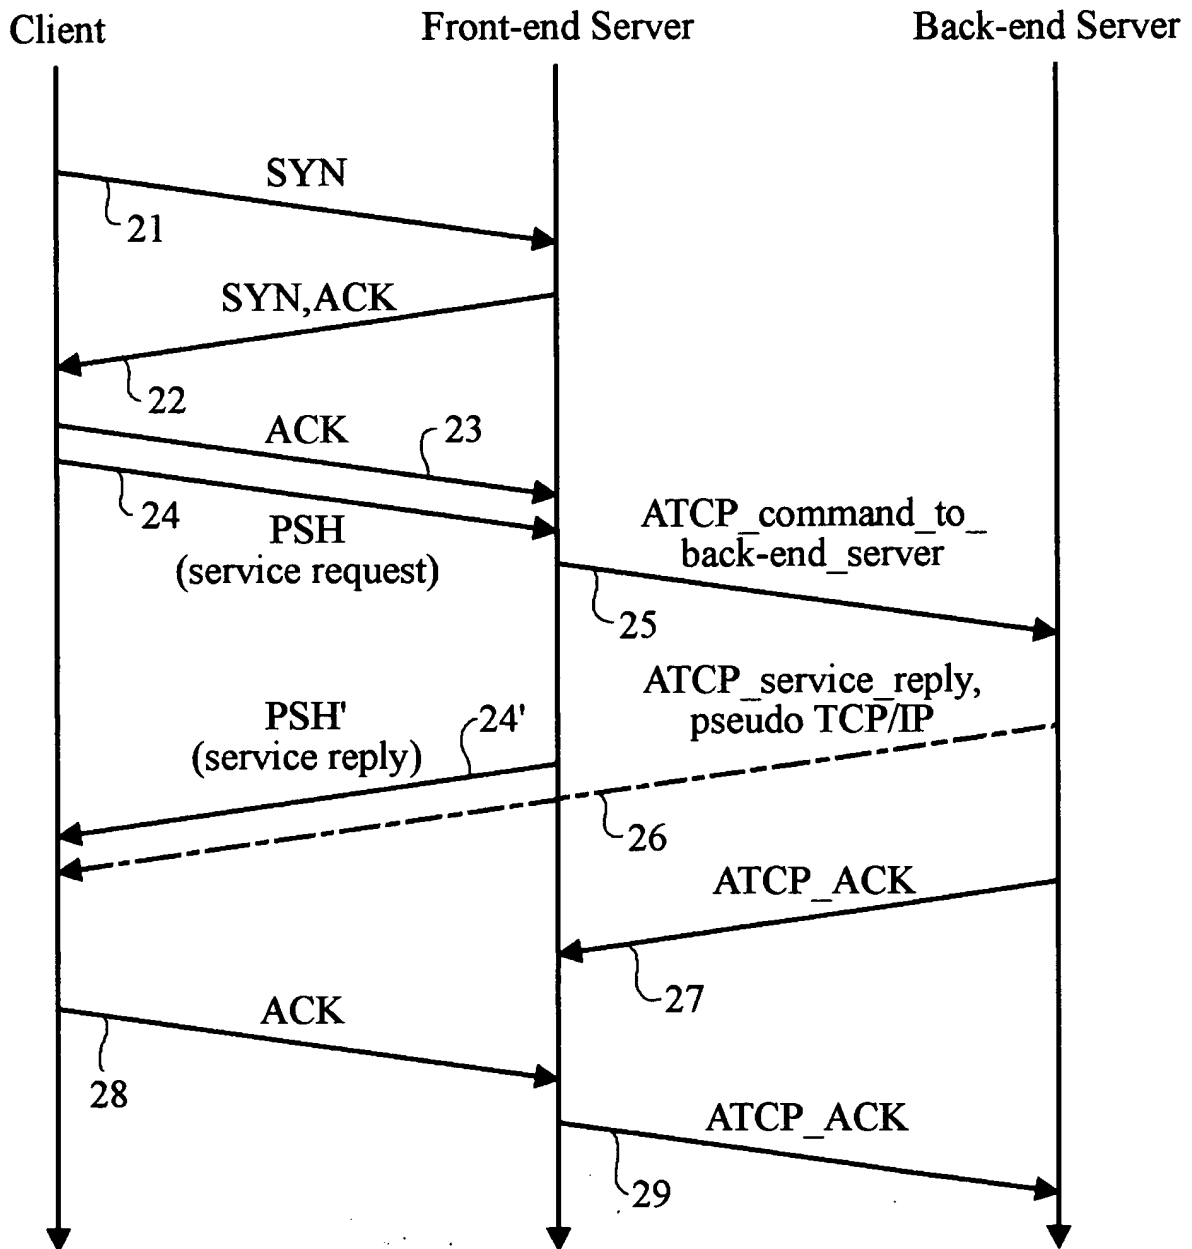 Client
Front-end Server
Back-end Server
SYN
21
SYN,ACK
22
ACK
23
24
PSH
(service request)
ATCP_command_to_
back-end_server
25
ATCP_service_reply,
pseudo TCP/IP
PSH'
(service reply)
24'
26
ATCP_ACK
27
ACK
28
ATCP_ACK
29